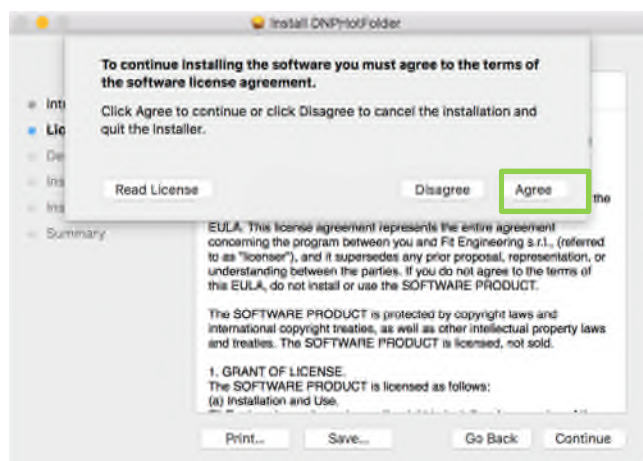 Install DNPHotFolder
To continue installing the software you must agree to the terms of
the software license agreement.
Click Agree to continue or click Disagree to cancel the installation and
quit the installer.
Read License
Disagree
Agree
Int
Lic
De
Ins
Ins
Summary
the
EULA. This license agreement represents the entire agreement
concerning the program between you and Fit Engineering s.r.l., (referred
to as "licenser"), and it supersedes any prior proposal, representation, or
understanding between the parties. If you do not agree to the terms of
this EULA, do not install or use the SOFTWARE PRODUCT.
The SOFTWARE PRODUCT is protected by copyright laws and
international copyright treaties, as well as other intellectual property laws
and treaties. The SOFTWARE PRODUCT is licensed, not sold.
1. GRANT OF LICENSE.
The SOFTWARE PRODUCT is licensed as follows:
(a) Installation and Use.
Print...
Save...
Go Back
Continue